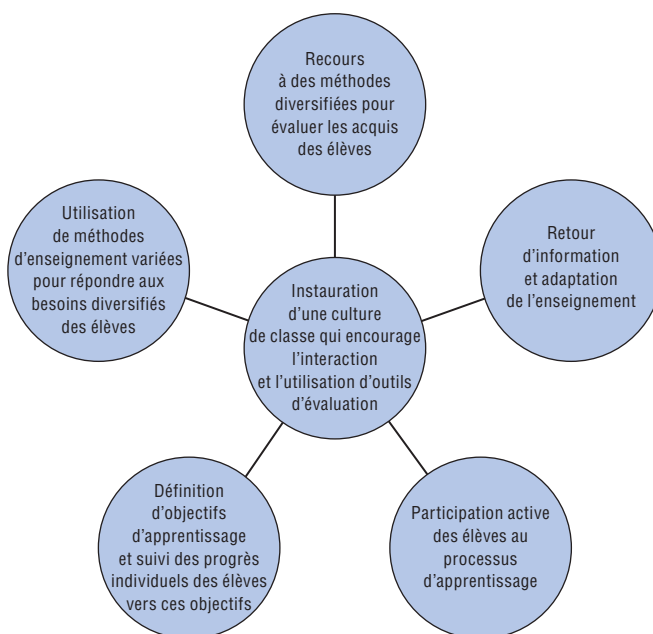 Recours
à des méthodes
diversifiées pour
évaluer les acquis
des élèves
Utilisation
de méthodes
d'enseignement variées
pour répondre aux
besoins diversifiés
des élèves
Retour
d'information
et adaptation
de l'enseignement
Instauration
d'une culture
de classe qui encourage
l'interaction
et l'utilisation d'outils
d'évaluation
Définition
d'objectifs
d'apprentissage
et suivi des progrès
individuels des élèves
vers ces objectifs
Participation active
des élèves au
processus
d'apprentissage